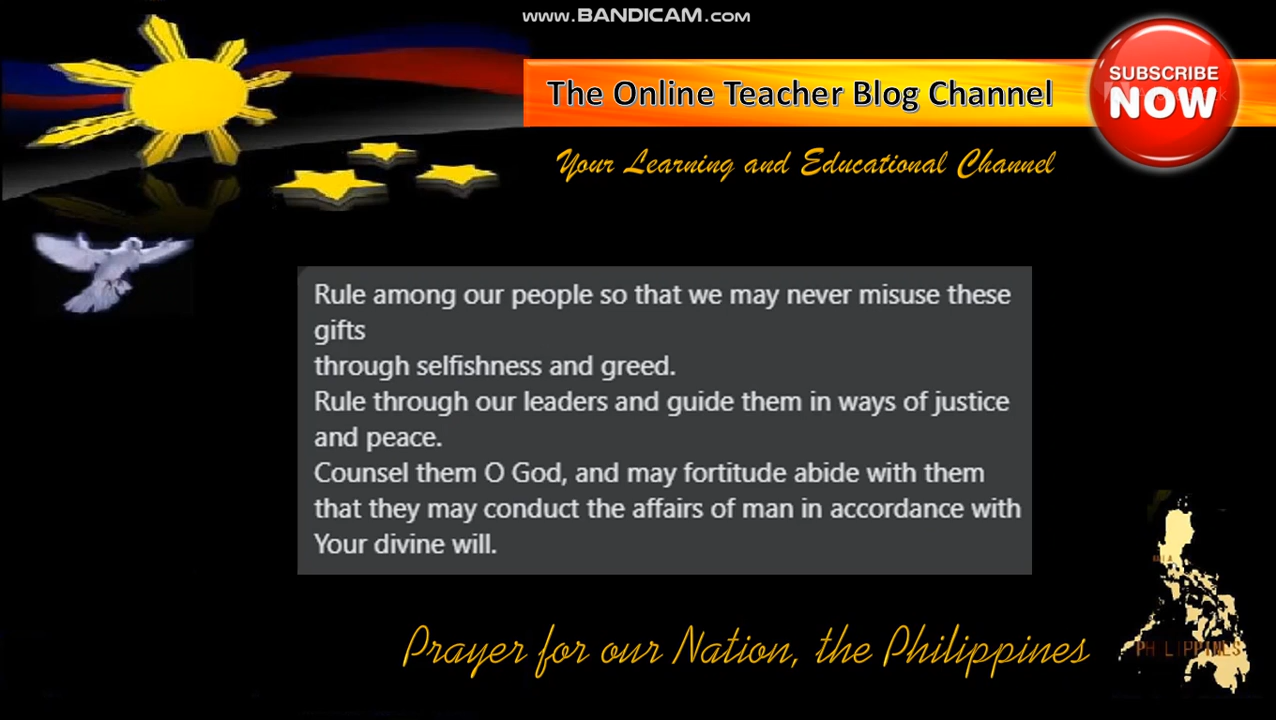 www.BANDICAM.com
The Online Teacher Blog Channel
SUBSCRIBE
NOW
Your Learning and Educational Channel
Rule among our people so that we may never misuse these
gifts
through selfishness and greed.
Rule through our leaders and guide them in ways of justice
and peace.
Counsel them O God, and may fortitude abide with them
that they may conduct the affairs of man in accordance with
Your divine will.
Prayer for our Nation, the Philippines
PHILIPPINES